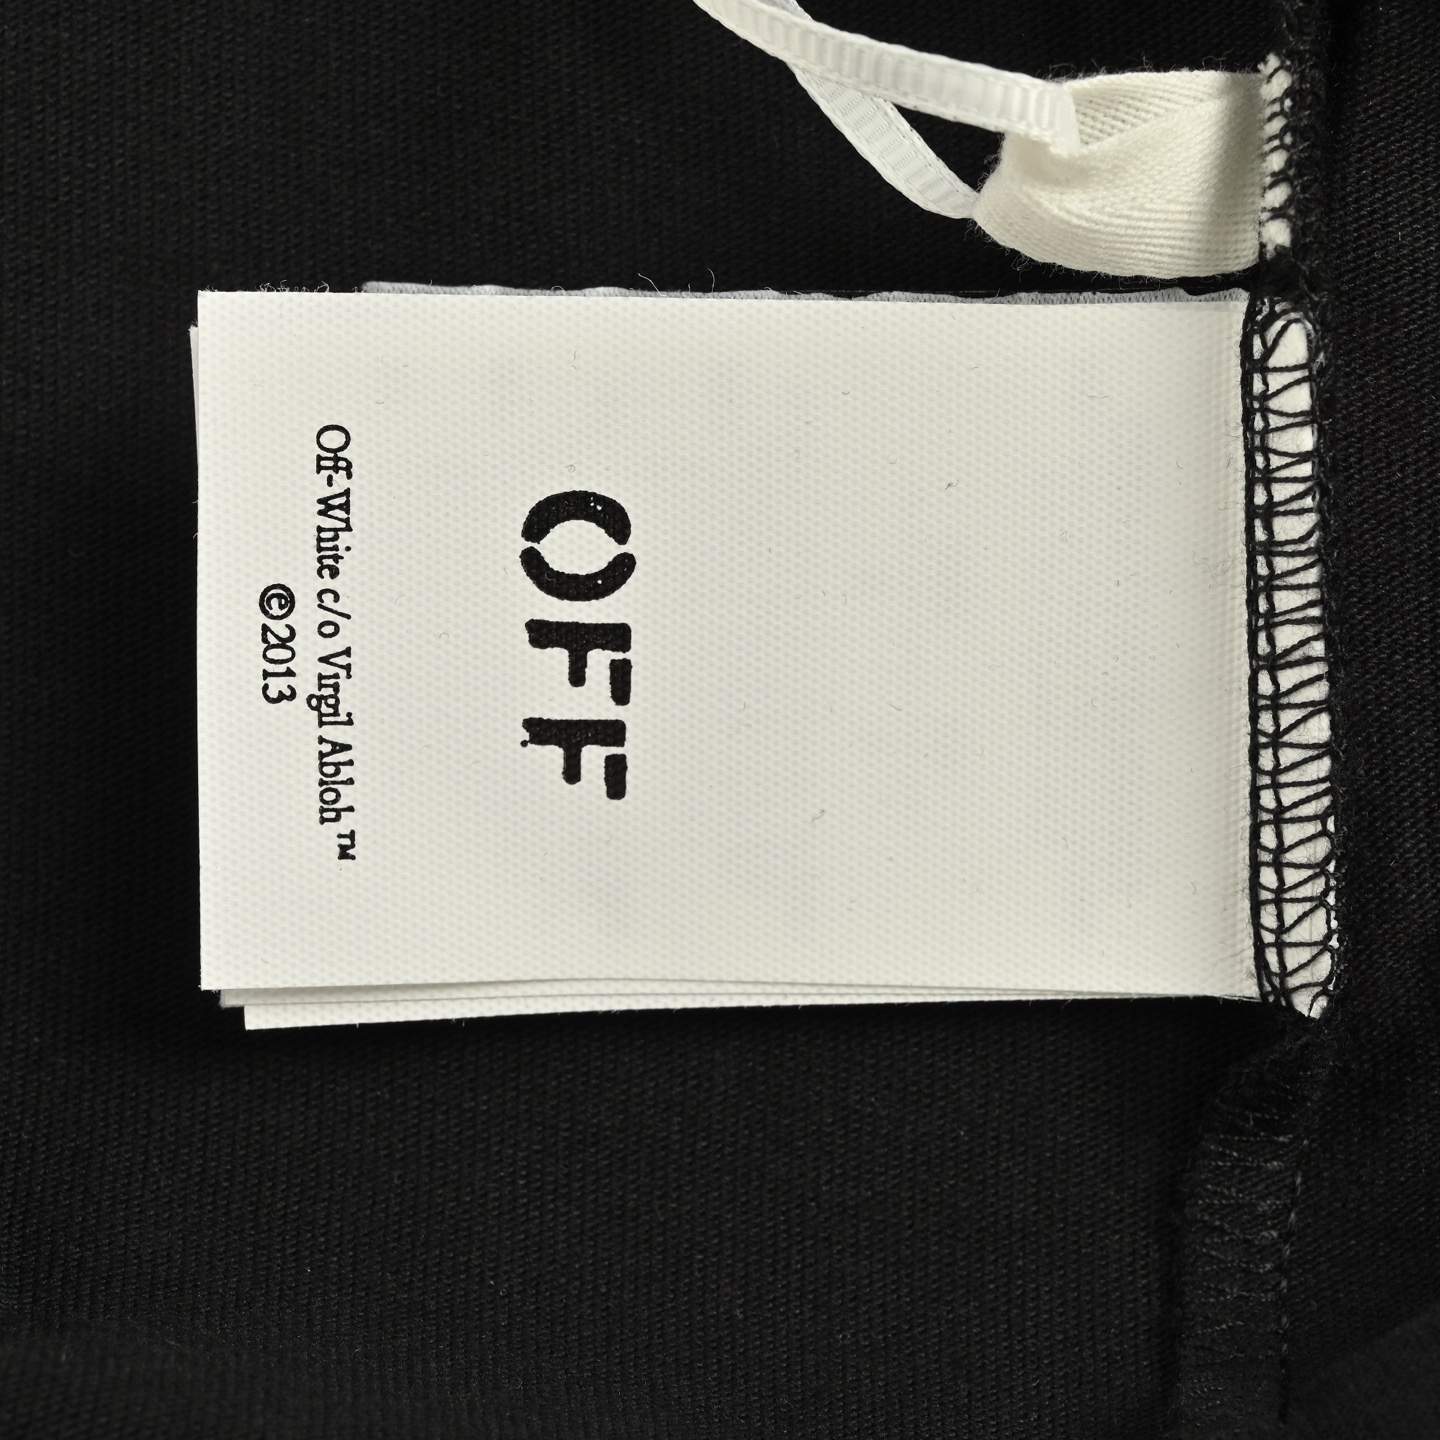 OFF
Off-White c/o Virgil Abloh™
©2013